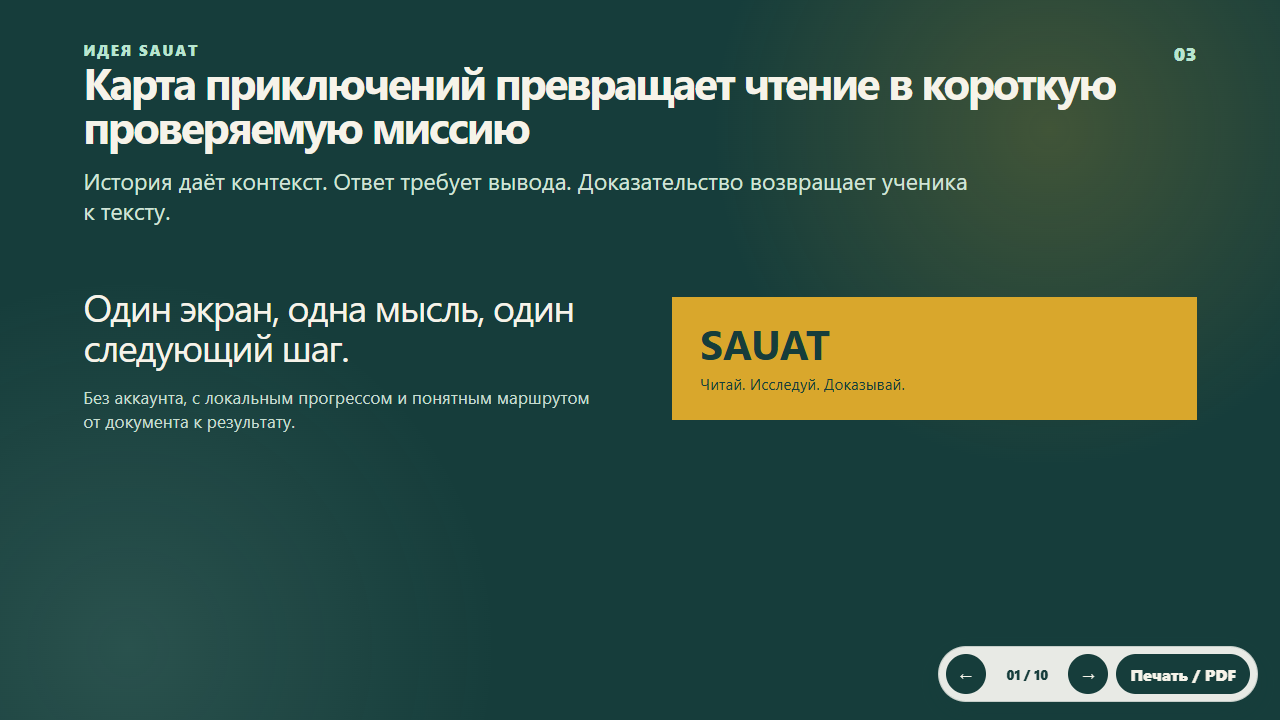 ИДЕЯ SAUAT
03
Карта приключений превращает чтение в короткую
проверяемую миссию
История даёт контекст. Ответ требует вывода. Доказательство возвращает ученика
к тексту.
Один экран, одна мысль, один
следующий шаг.
Без аккаунта, с локальным прогрессом и понятным маршрутом
от документа к результату.
SAUAT
Читай. Исследуй. Доказывай.
←
01 / 10
→
Печать / PDF